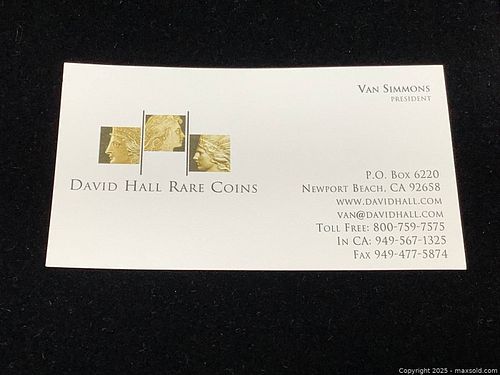 Van Simmons
President
David Hall Rare Coins
P.O. Box 6220
Newport Beach, CA 92658
www.davidhall.com
van@davidhall.com
Toll Free: 800-759-7575
In CA: 949-567-1325
Fax 949-477-5874
Copyright 2025 - maxsold.com